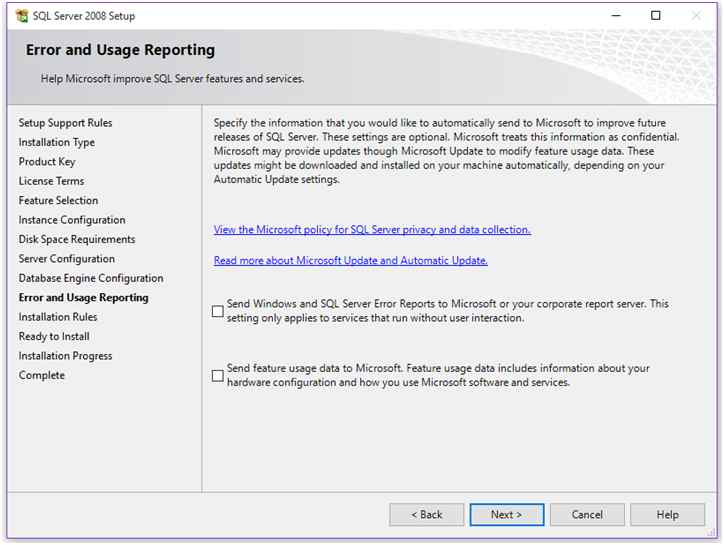 SQL Server 2008 Setup
Error and Usage Reporting
Help Microsoft improve SQL Server features and services.
Setup Support Rules
Installation Type
Product Key
License Terms
Feature Selection
Instance Configuration
Disk Space Requirements
Server Configuration
Database Engine Configuration
Error and Usage Reporting
Installation Rules
Ready to Install
Installation Progress
Complete
Specify the information that you would like to automatically send to Microsoft to improve future
releases of SQL Server. These settings are optional. Microsoft treats this information as confidential.
Microsoft may provide updates though Microsoft Update to modify feature usage data. These
updates might be downloaded and installed on your machine automatically, depending on your
Automatic Update settings.
View the Microsoft policy for SQL Server privacy and data collection.
Read more about Microsoft Update and Automatic Update.
Send Windows and SQL Server Error Reports to Microsoft or your corporate report server. This
setting only applies to services that run without user interaction.
Send feature usage data to Microsoft. Feature usage data includes information about your
hardware configuration and how you use Microsoft software and services.
< Back
Next >
Cancel
Help